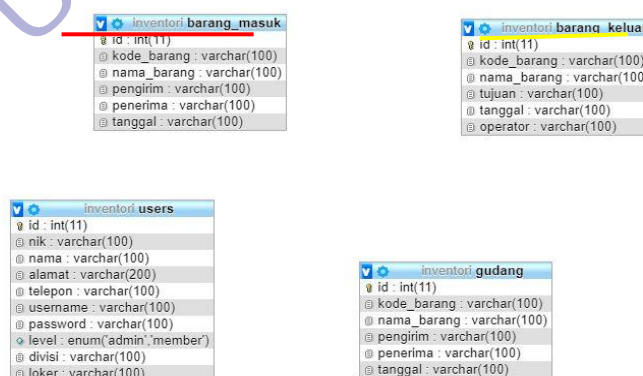 inventori barang_masuk
id : int(11)
kode_barang : varchar(100)
nama_barang : varchar(100)
pengirim : varchar(100)
penerima : varchar(100)
tanggal : varchar(100)
inventori barang_kelua
id : int(11)
kode_barang : varchar(100)
nama_barang : varchar(100
tujuan : varchar(100)
tanggal : varchar(100)
operator : varchar(100)
inventori users
id : int(11)
nik : varchar(100)
nama : varchar(100)
alamat : varchar(200)
telepon : varchar(100)
username : varchar(100)
password : varchar(100)
level : enum('admin','member')
divisi : varchar(100)
loker : varchar(100)
inventori gudang
id : int(11)
kode_barang : varchar(100)
nama_barang : varchar(100)
pengirim : varchar(100)
penerima : varchar(100)
tanggal : varchar(100)